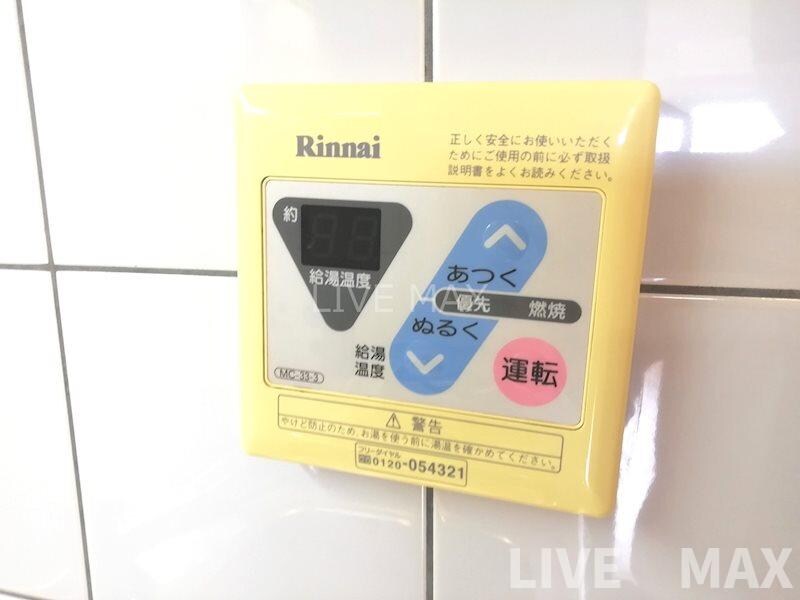 Rinnai
正しく安全にお使いいただく
ためにご使用の前に必ず取扱
説明書をよくお読みください。
約
給湯温度
あつく
優先 燃焼
ぬるく
給湯
温度
運転
MC-33-3
LIVE MAX
⚠ 警告
やけど防止のため、お湯を使う前に湯温を確かめてください。
フリーダイヤル
0120-054321
LIVE MAX